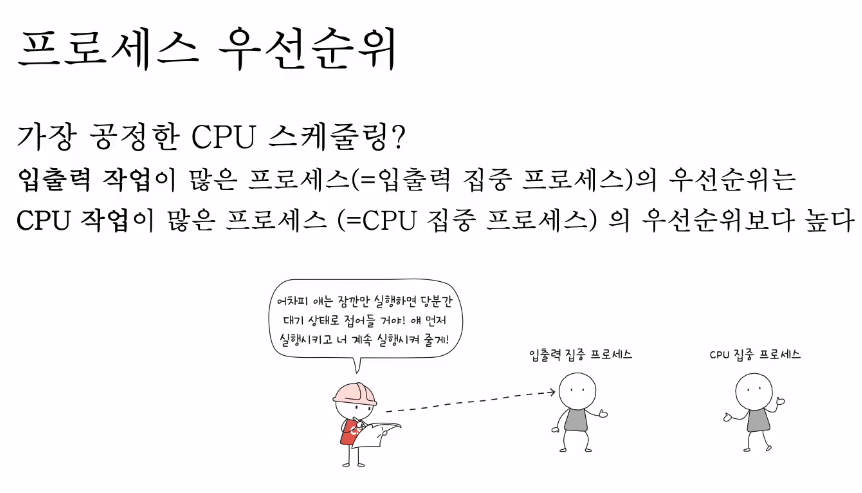 프로세스 우선순위
가장 공정한 CPU 스케줄링?
입출력 작업이 많은 프로세스(=입출력 집중 프로세스)의 우선순위는
CPU 작업이 많은 프로세스 (=CPU 집중 프로세스) 의 우선순위보다 높다
어차피 얘는 잠깐만 실행하면 당분간
대기 상태로 접어들 거야! 얘 먼저
실행시키고 너 계속 실행시켜 줄게!
입출력 집중 프로세스
CPU 집중 프로세스